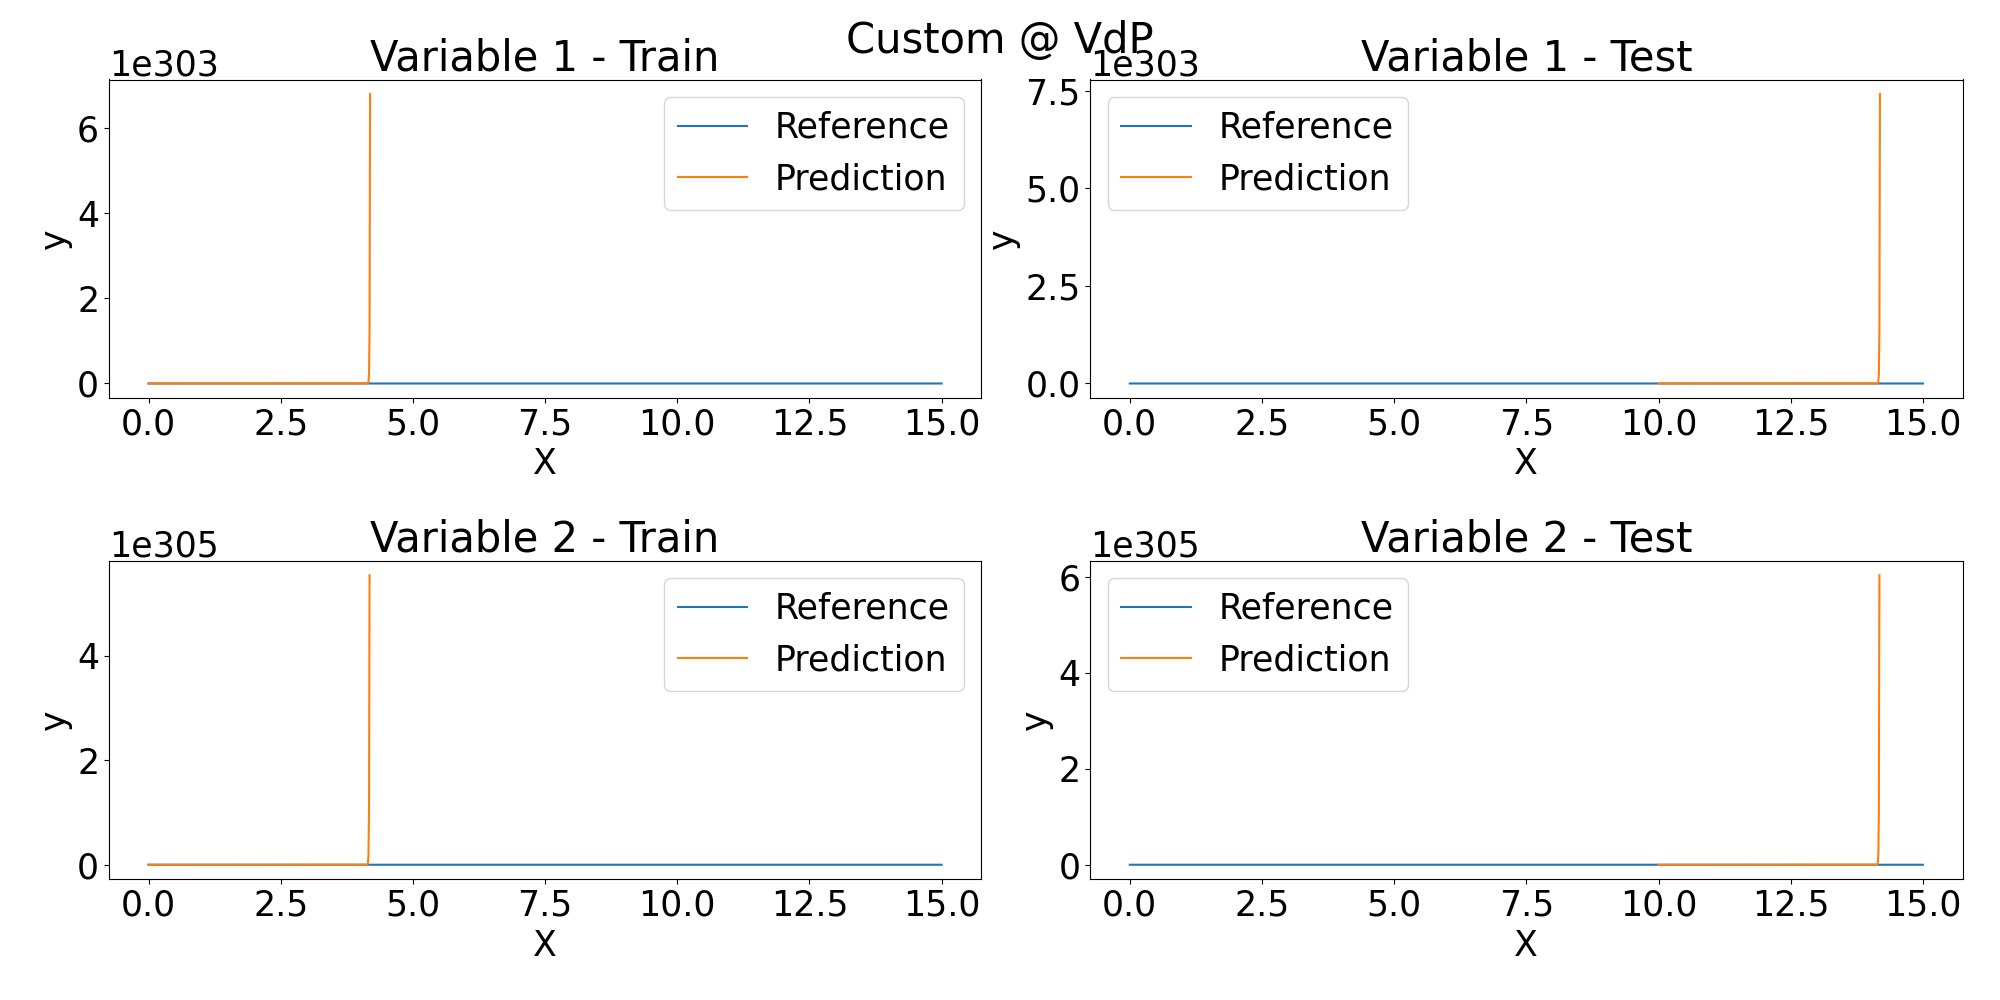 Custom @ VdP
Variable 1 - Train
1e303
6
4
2
0
y
Reference
Prediction
0.0 2.5 5.0 7.5 10.0 12.5 15.0
X
Variable 1 - Test
1e303
7.5
5.0
2.5
0.0
y
Reference
Prediction
0.0 2.5 5.0 7.5 10.0 12.5 15.0
X
Variable 2 - Train
1e305
4
2
0
y
Reference
Prediction
0.0 2.5 5.0 7.5 10.0 12.5 15.0
X
Variable 2 - Test
1e305
6
4
2
0
y
Reference
Prediction
0.0 2.5 5.0 7.5 10.0 12.5 15.0
X